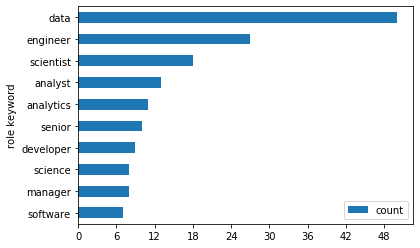 data
engineer
scientist
analyst
analytics
senior
developer
science
manager
software
role keyword
0 6 12 18 24 30 36 42 48
count